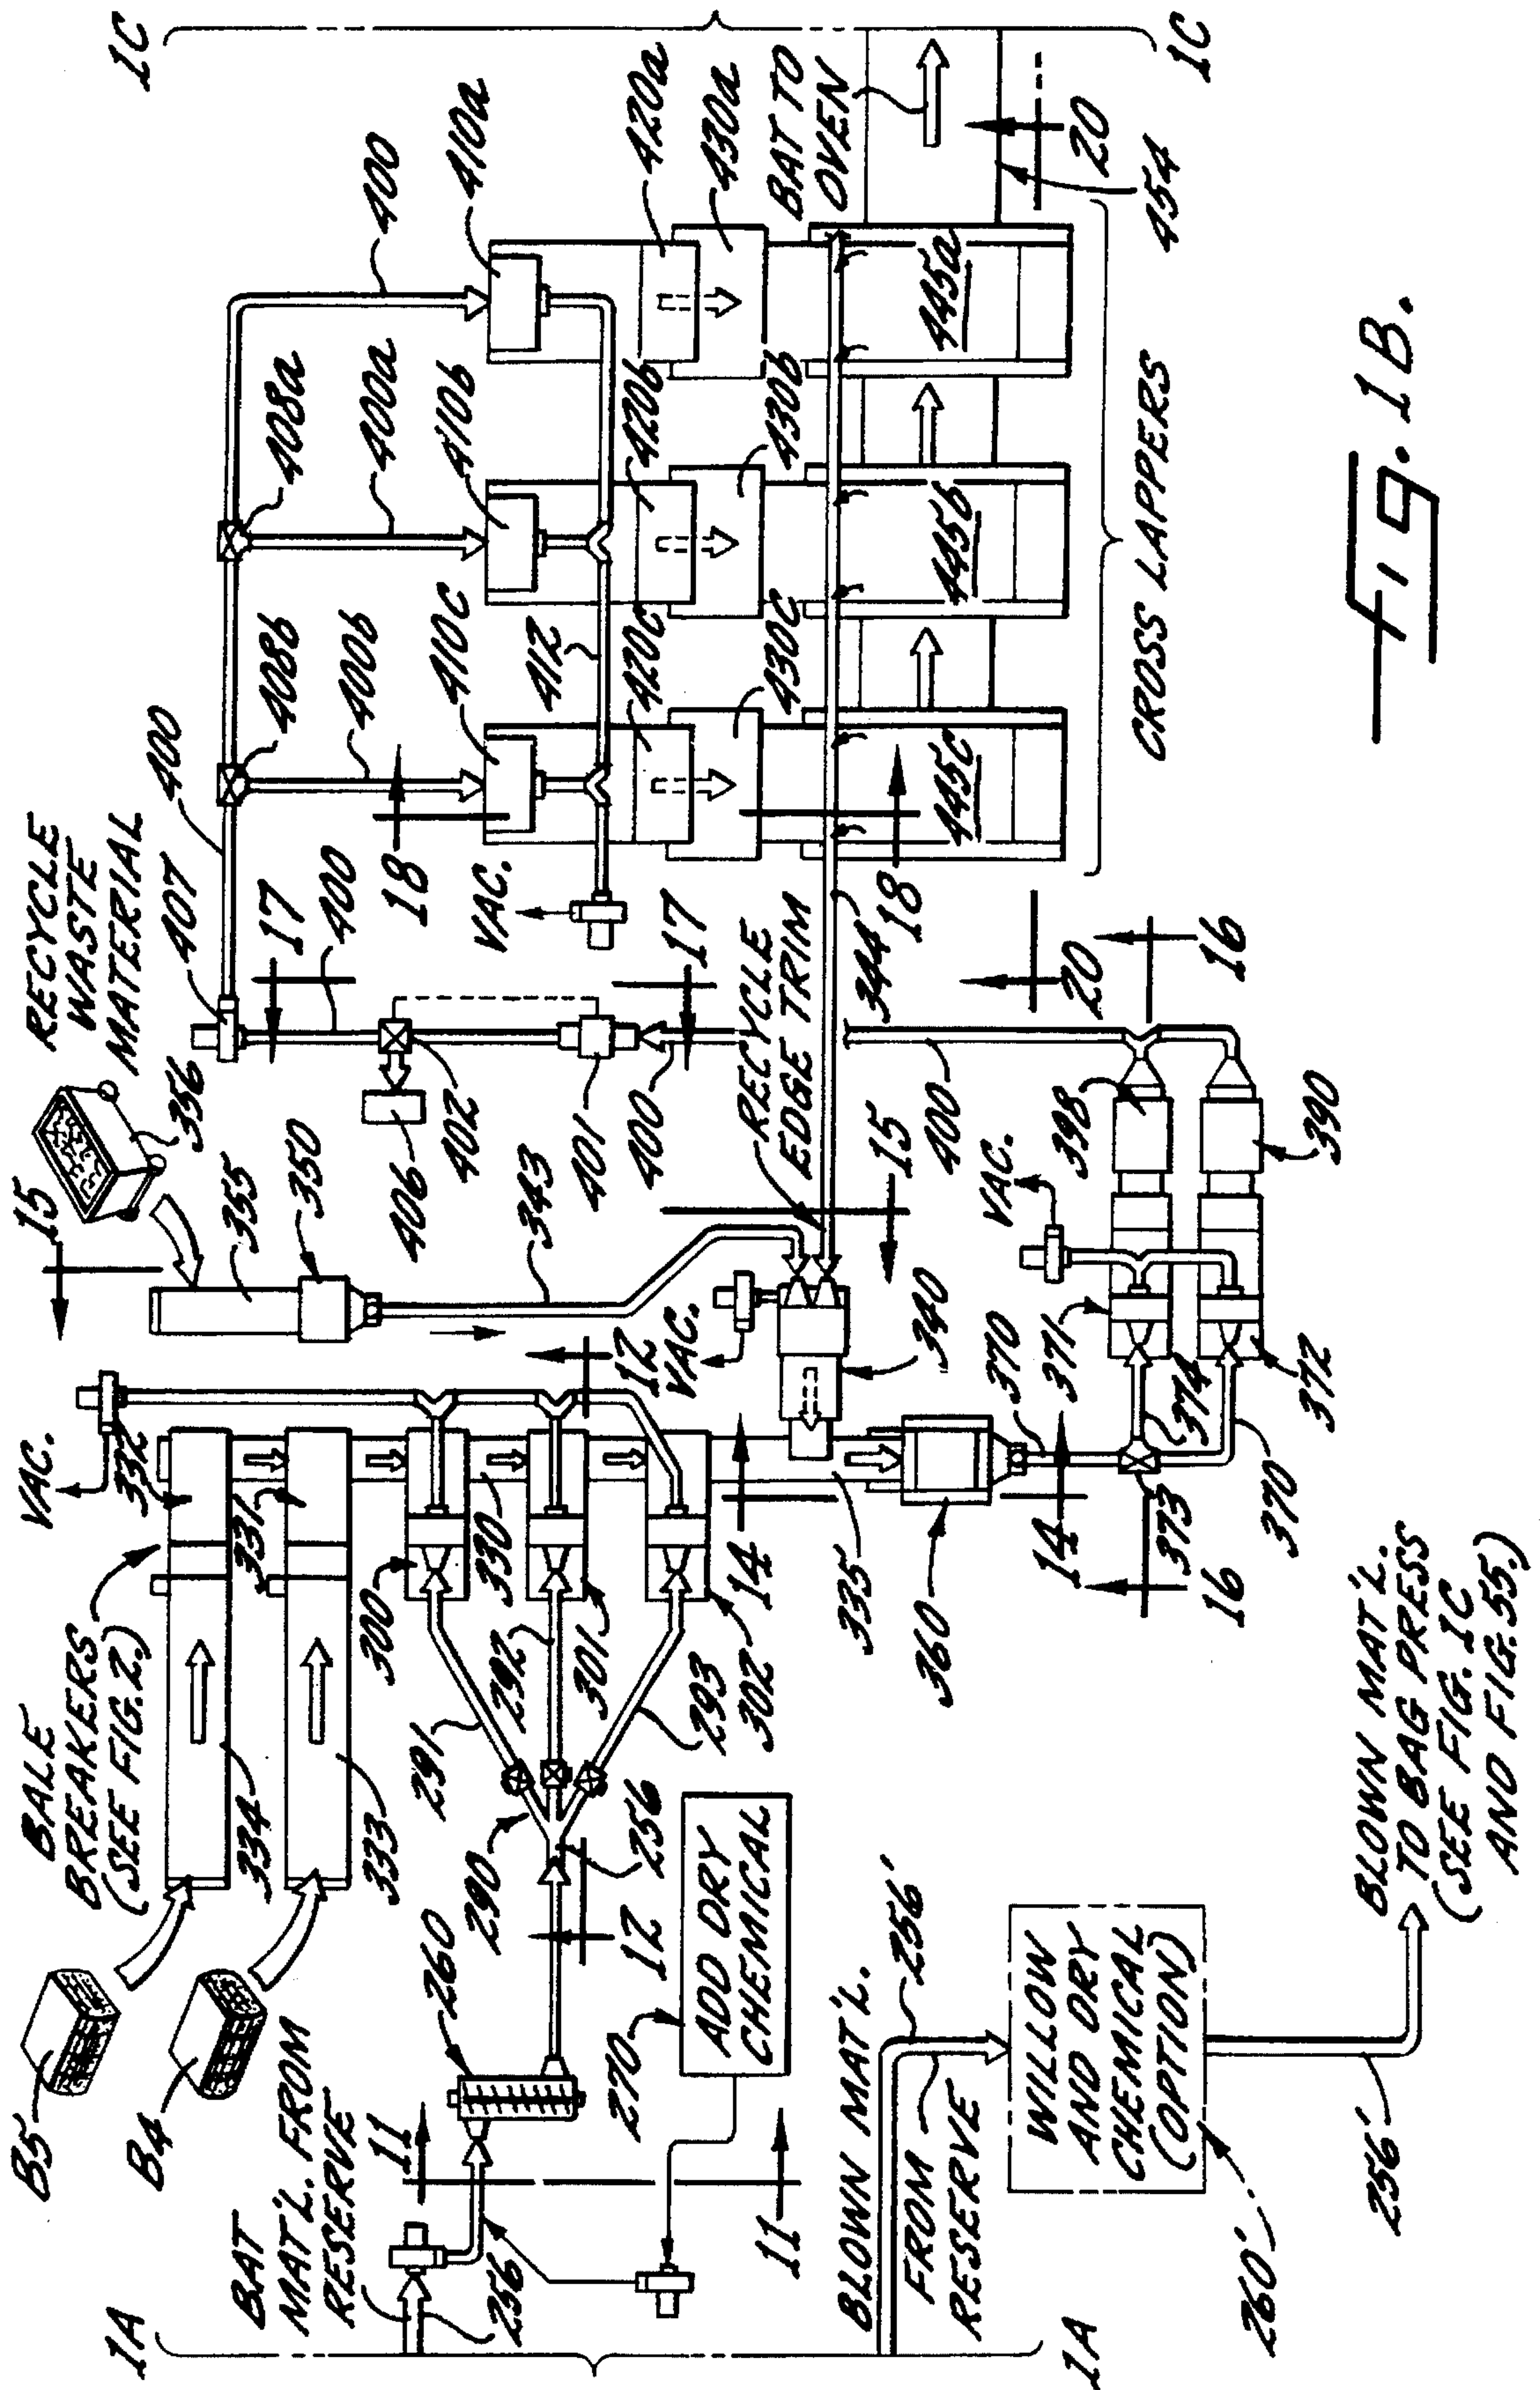 1A
1C
B5
B4
BALE
BREAKERS
(SEE FIG. 2.)
VAC.
332
331
334
333
15
RECYCLE
WASTE
MATERIAL
356
355
350
343
407
400
17
400
406
402
401
400
17
408b
408a
400
400b
400a
18
410c
410b
410a
412
VAC.
420c
420b
420a
430c
430b
430a
BAT TO
OVEN
445c
445b
445a
18
344
RECYCLE
EDGE TRIM
15
CROSS LAPPERS
20
454
1C
BAT
MAT'L. FROM
RESERVE
256
11
260
290
291
292
293
256
12
300
330
301
302
12
VAC.
340
14
335
360
14
370
371
374
373
370
372
VAC.
398
390
400
20
16
16
270
ADD DRY
CHEMICAL
11
BLOWN MAT'L.
FROM
RESERVE
256'
WILLOW
AND DRY
CHEMICAL
(OPTION)
260'
256'
BLOWN MAT'L.
TO BAG PRESS
(SEE FIG. 1C
AND FIG. 55.)
1A
Fig. 1B.